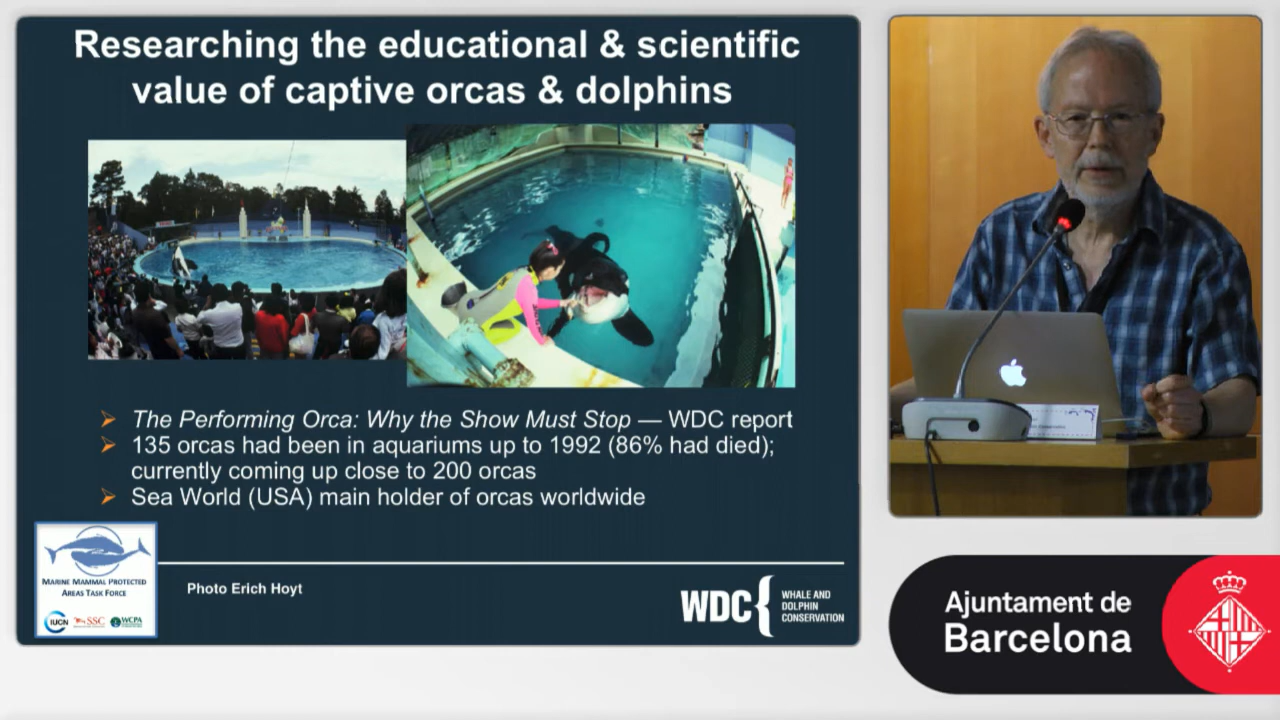 Researching the educational & scientific
value of captive orcas & dolphins
The Performing Orca: Why the Show Must Stop — WDC report
135 orcas had been in aquariums up to 1992 (86% had died);
currently coming up close to 200 orcas
Sea World (USA) main holder of orcas worldwide
MARINE MAMMAL PROTECTED
AREAS TASK FORCE
IUCN SSC WCPA
Photo Erich Hoyt
WDC
WHALE AND
DOLPHIN
CONSERVATION
Ajuntament de
Barcelona